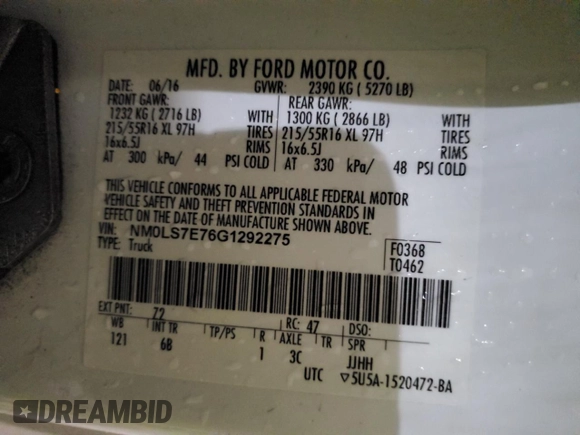 MFD. BY FORD MOTOR CO.
DATE: 06/16 GVWR: 2390 KG ( 5270 LB)
FRONT GAWR: REAR GAWR:
1232 KG ( 2716 LB) WITH 1300 KG ( 2866 LB) WITH
215/55R16 XL 97H TIRES 215/55R16 XL 97H TIRES
16x6.5J RIMS 16x6.5J RIMS
AT 300 kPa/ 44 PSI COLD AT 330 kPa/ 48 PSI COLD
THIS VEHICLE CONFORMS TO ALL APPLICABLE FEDERAL MOTOR
VEHICLE SAFETY AND THEFT PREVENTION STANDARDS IN
EFFECT ON THE DATE OF MANUFACTURE SHOWN ABOVE.
VIN: NM0LS7E76G1292275 F0368
TYPE: Truck T0462
EXT PNT: 72 RC: 47 DSO:
WB INT TR TP/PS R AXLE TR SPR
121 6B 1 3C JJHH
UTC ▽5U5A-1520472-BA
DREAMBID